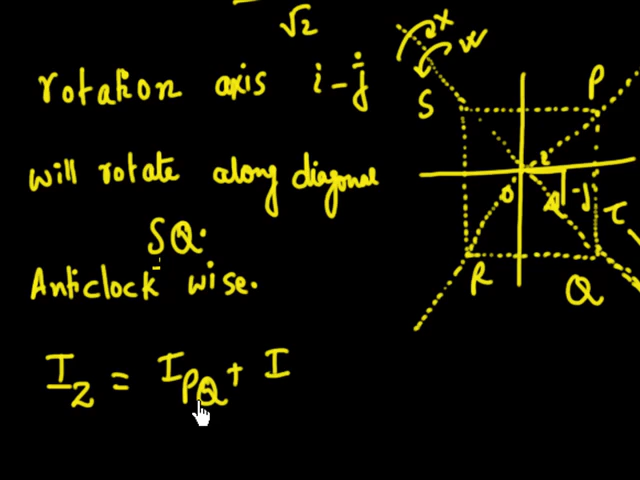 √2
rotation axis i-j
will rotate along diagonal
SQ.
Anticlock wise.
I2 = IPQ + I
x
w
S
P
i
-j
τ
R
Q